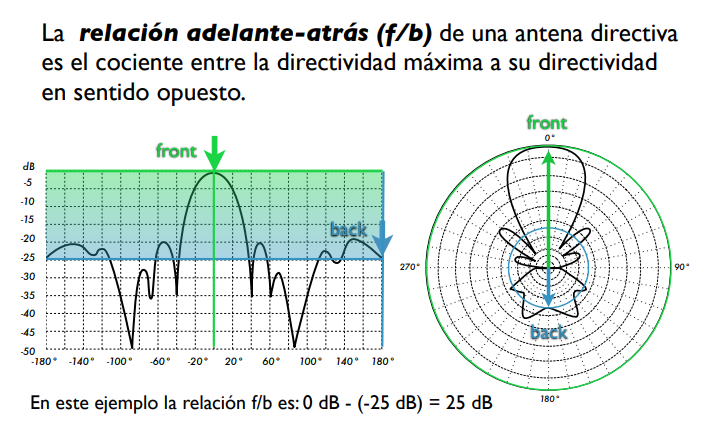 La relación adelante-atrás (f/b) de una antena directiva
es el cociente entre la directividad máxima a su directividad
en sentido opuesto.
front
dB
-5
-10
-15
-20
-25
-30
-35
-40
-45
-50
back
-180° -140° -100° -60° -20° 20° 60° 100° 140° 180°
front
0°
270°
90°
back
180°
En este ejemplo la relación f/b es: 0 dB - (-25 dB) = 25 dB